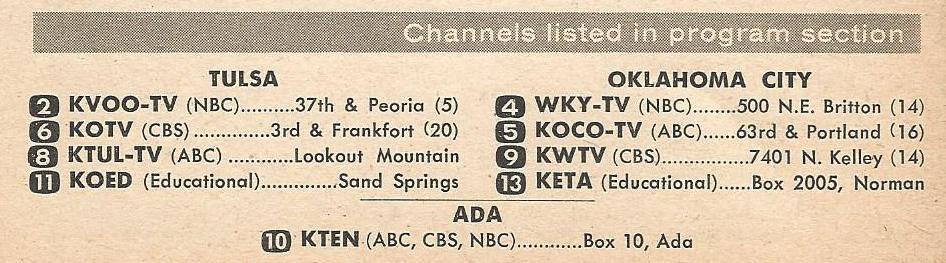 Channels listed in program section
TULSA
2 KVOO-TV (NBC)..........37th & Peoria (5)
6 KOTV (CBS)..............3rd & Frankfort (20)
8 KTUL-TV (ABC) ............Lookout Mountain
11 KOED (Educational)..............Sand Springs
OKLAHOMA CITY
4 WKY-TV (NBC)........500 N.E. Britton (14)
5 KOCO-TV (ABC)......63rd & Portland (16)
9 KWTV (CBS)...............7401 N. Kelley (14)
13 KETA (Educational)......Box 2005, Norman
ADA
10 KTEN (ABC, CBS, NBC)............Box 10, Ada